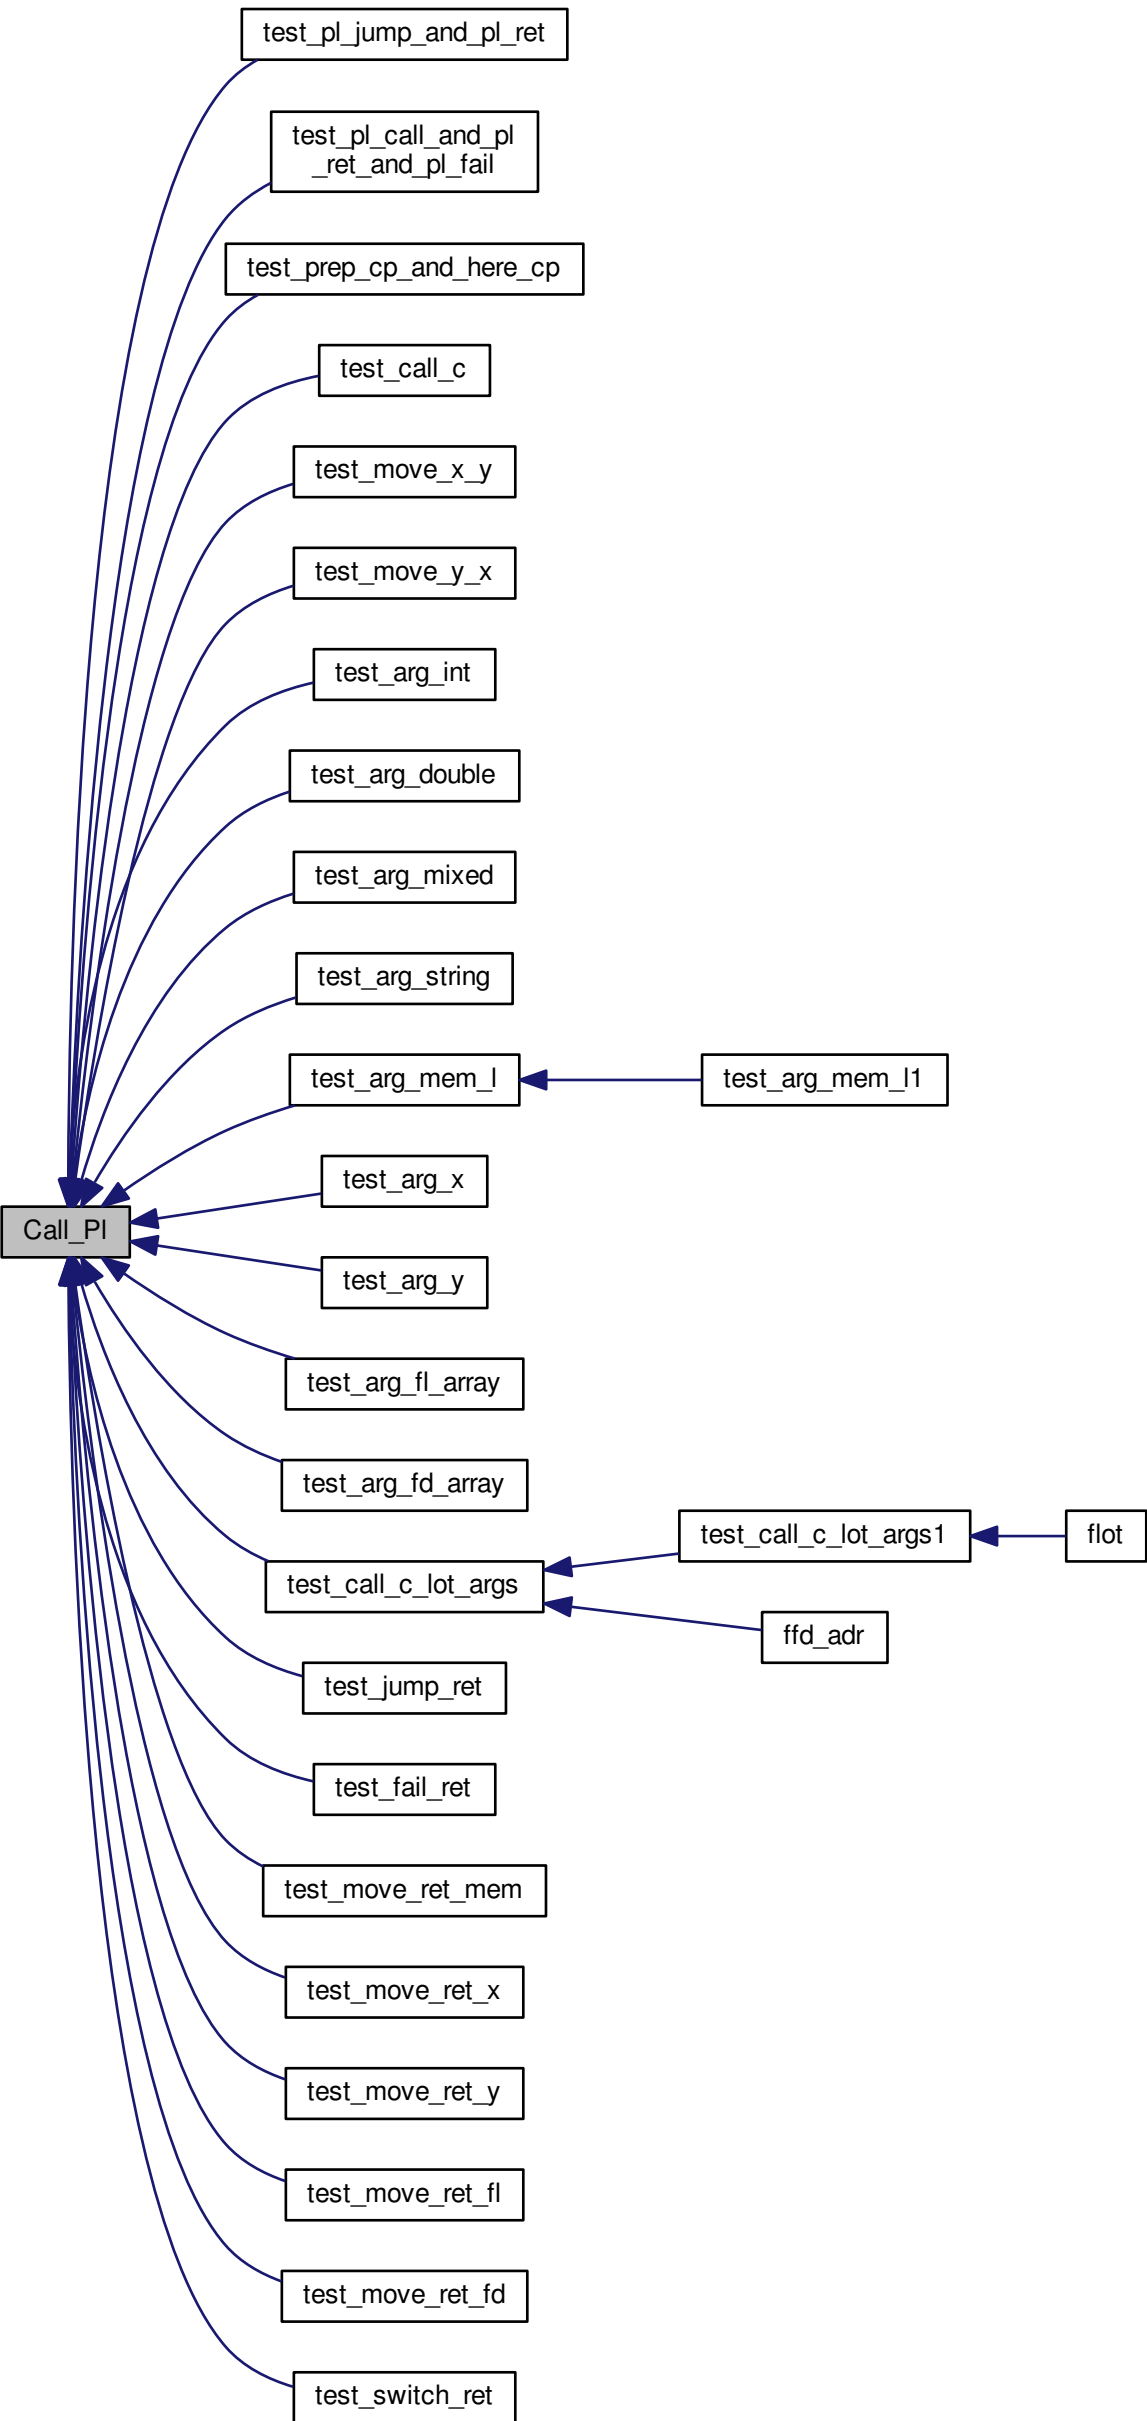 test_pl_jump_and_pl_ret
test_pl_call_and_pl
_ret_and_pl_fail
test_prep_cp_and_here_cp
test_call_c
test_move_x_y
test_move_y_x
test_arg_int
test_arg_double
test_arg_mixed
test_arg_string
test_arg_mem_l
test_arg_mem_l1
test_arg_x
Call_Pl
test_arg_y
test_arg_fl_array
test_arg_fd_array
test_call_c_lot_args1
flot
test_call_c_lot_args
ffd_adr
test_jump_ret
test_fail_ret
test_move_ret_mem
test_move_ret_x
test_move_ret_y
test_move_ret_fl
test_move_ret_fd
test_switch_ret